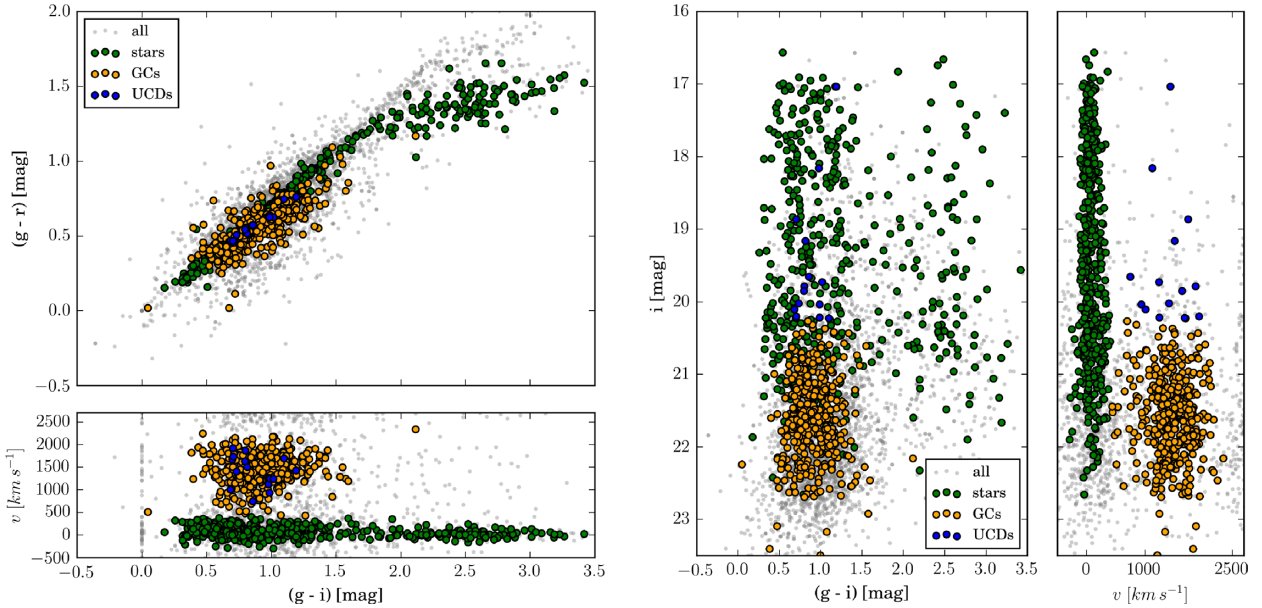 2.0
1.5
1.0
0.5
0.0
−0.5
(g - r) [mag]
all
stars
GCs
UCDs
2500
2000
1500
1000
500
0
−500
v [km s⁻¹]
−0.5 0.0 0.5 1.0 1.5 2.0 2.5 3.0 3.5
(g - i) [mag]
16
17
18
19
20
21
22
23
i [mag]
all
stars
GCs
UCDs
−0.5 0.0 0.5 1.0 1.5 2.0 2.5 3.0 3.5
(g - i) [mag]
0 1000 2500
v [km s⁻¹]